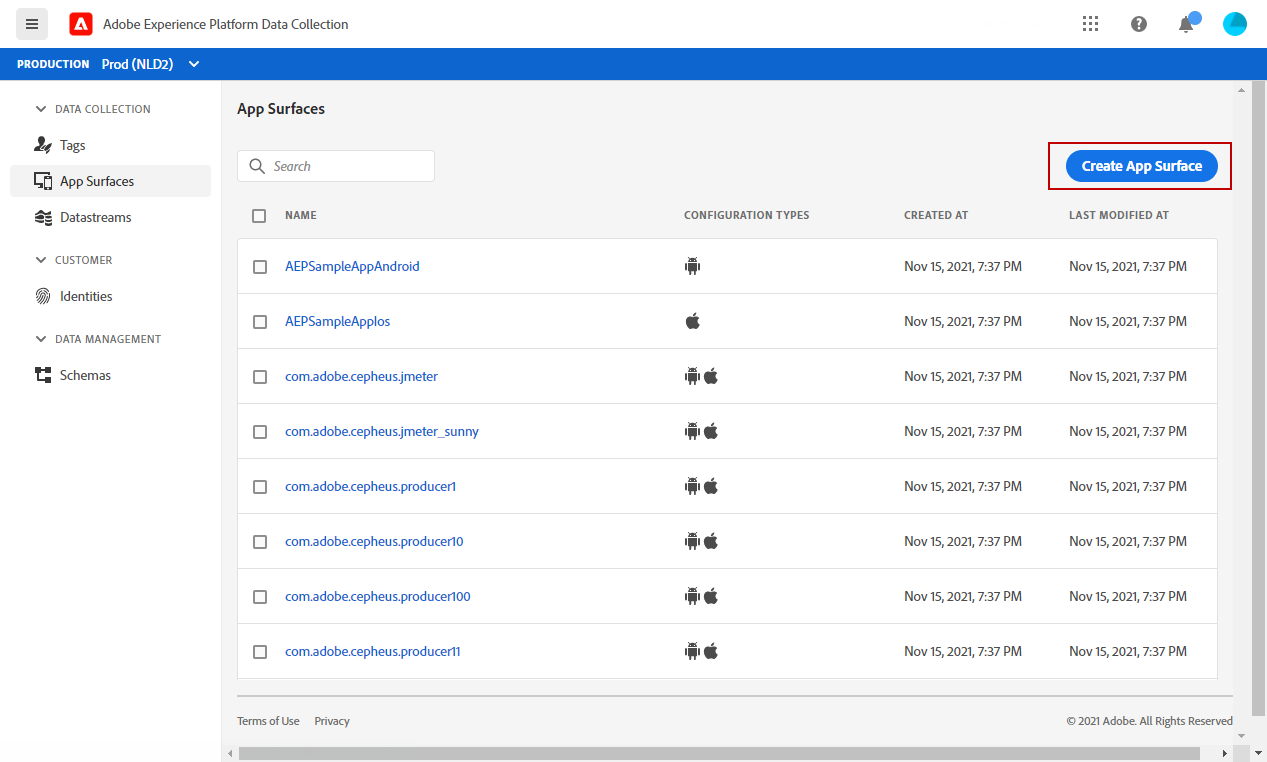 Adobe Experience Platform Data Collection
PRODUCTION Prod (NLD2)
DATA COLLECTION
Tags
App Surfaces
Datastreams
CUSTOMER
Identities
DATA MANAGEMENT
Schemas
App Surfaces
Search
Create App Surface
NAME CONFIGURATION TYPES CREATED AT LAST MODIFIED AT
AEPSampleAppAndroid Nov 15, 2021, 7:37 PM Nov 15, 2021, 7:37 PM
AEPSampleAppIos Nov 15, 2021, 7:37 PM Nov 15, 2021, 7:37 PM
com.adobe.cepheus.jmeter Nov 15, 2021, 7:37 PM Nov 15, 2021, 7:37 PM
com.adobe.cepheus.jmeter_sunny Nov 15, 2021, 7:37 PM Nov 15, 2021, 7:37 PM
com.adobe.cepheus.producer1 Nov 15, 2021, 7:37 PM Nov 15, 2021, 7:37 PM
com.adobe.cepheus.producer10 Nov 15, 2021, 7:37 PM Nov 15, 2021, 7:37 PM
com.adobe.cepheus.producer100 Nov 15, 2021, 7:37 PM Nov 15, 2021, 7:37 PM
com.adobe.cepheus.producer11 Nov 15, 2021, 7:37 PM Nov 15, 2021, 7:37 PM
Terms of Use Privacy © 2021 Adobe. All Rights Reserved